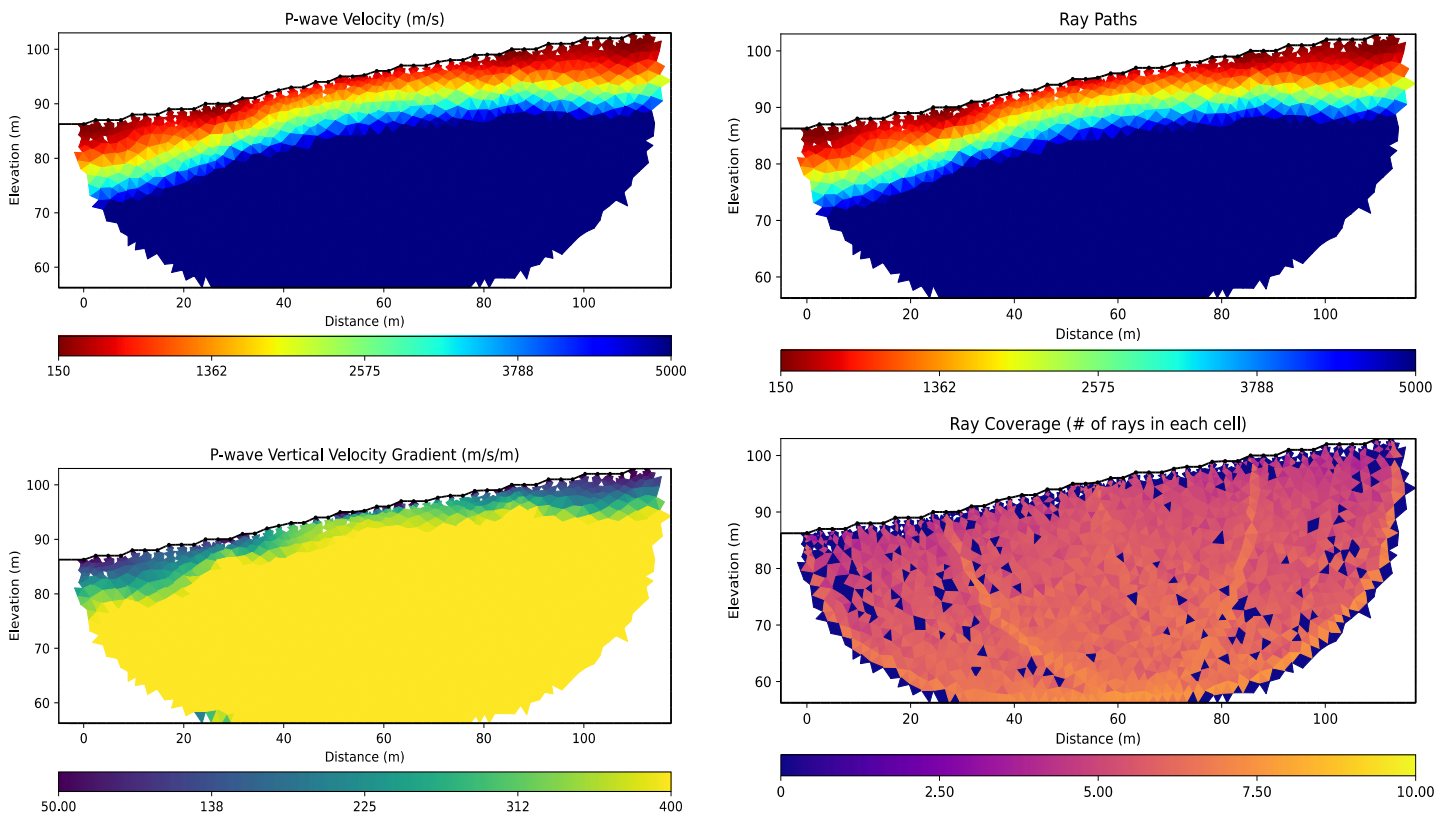 P-wave Velocity (m/s)
100
90
80
70
60
Elevation (m)
0 20 40 60 80 100
Distance (m)
150 1362 2575 3788 5000
Ray Paths
100
90
80
70
60
Elevation (m)
0 20 40 60 80 100
Distance (m)
150 1362 2575 3788 5000
P-wave Vertical Velocity Gradient (m/s/m)
100
90
80
70
60
Elevation (m)
0 20 40 60 80 100
Distance (m)
50.00 138 225 312 400
Ray Coverage (# of rays in each cell)
100
90
80
70
60
Elevation (m)
0 20 40 60 80 100
Distance (m)
0 2.50 5.00 7.50 10.00